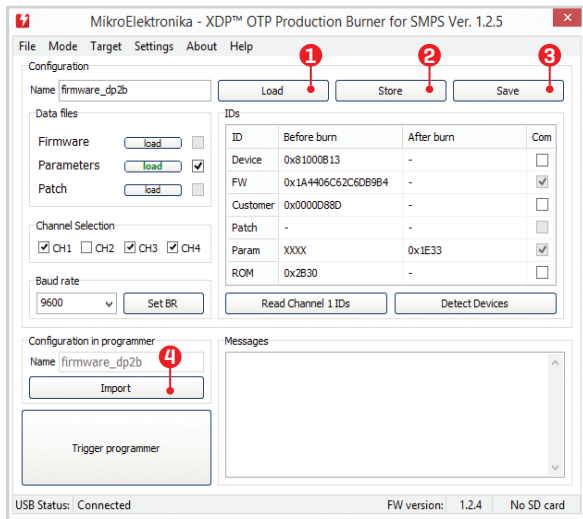 MikroElektronika - XDP™ OTP Production Burner for SMPS Ver. 1.2.5
File Mode Target Settings About Help
1 2 3
Configuration
Name firmware_dp2b Load Store Save
Data files
Firmware load
Parameters load
Patch load
IDs
ID Before burn After burn Com
Device 0x81000B13 -
FW 0x1A4406C62C6DB9B4 -
Customer 0x0000D88D -
Patch - -
Param XXXX 0x1E33
ROM 0x2B30 -
Channel Selection
CH1 CH2 CH3 CH4
Baud rate
9600 Set BR
Read Channel 1 IDs Detect Devices
Configuration in programmer
Name firmware_dp2b
4
Import
Messages
Trigger programmer
USB Status: Connected FW version: 1.2.4 No SD card